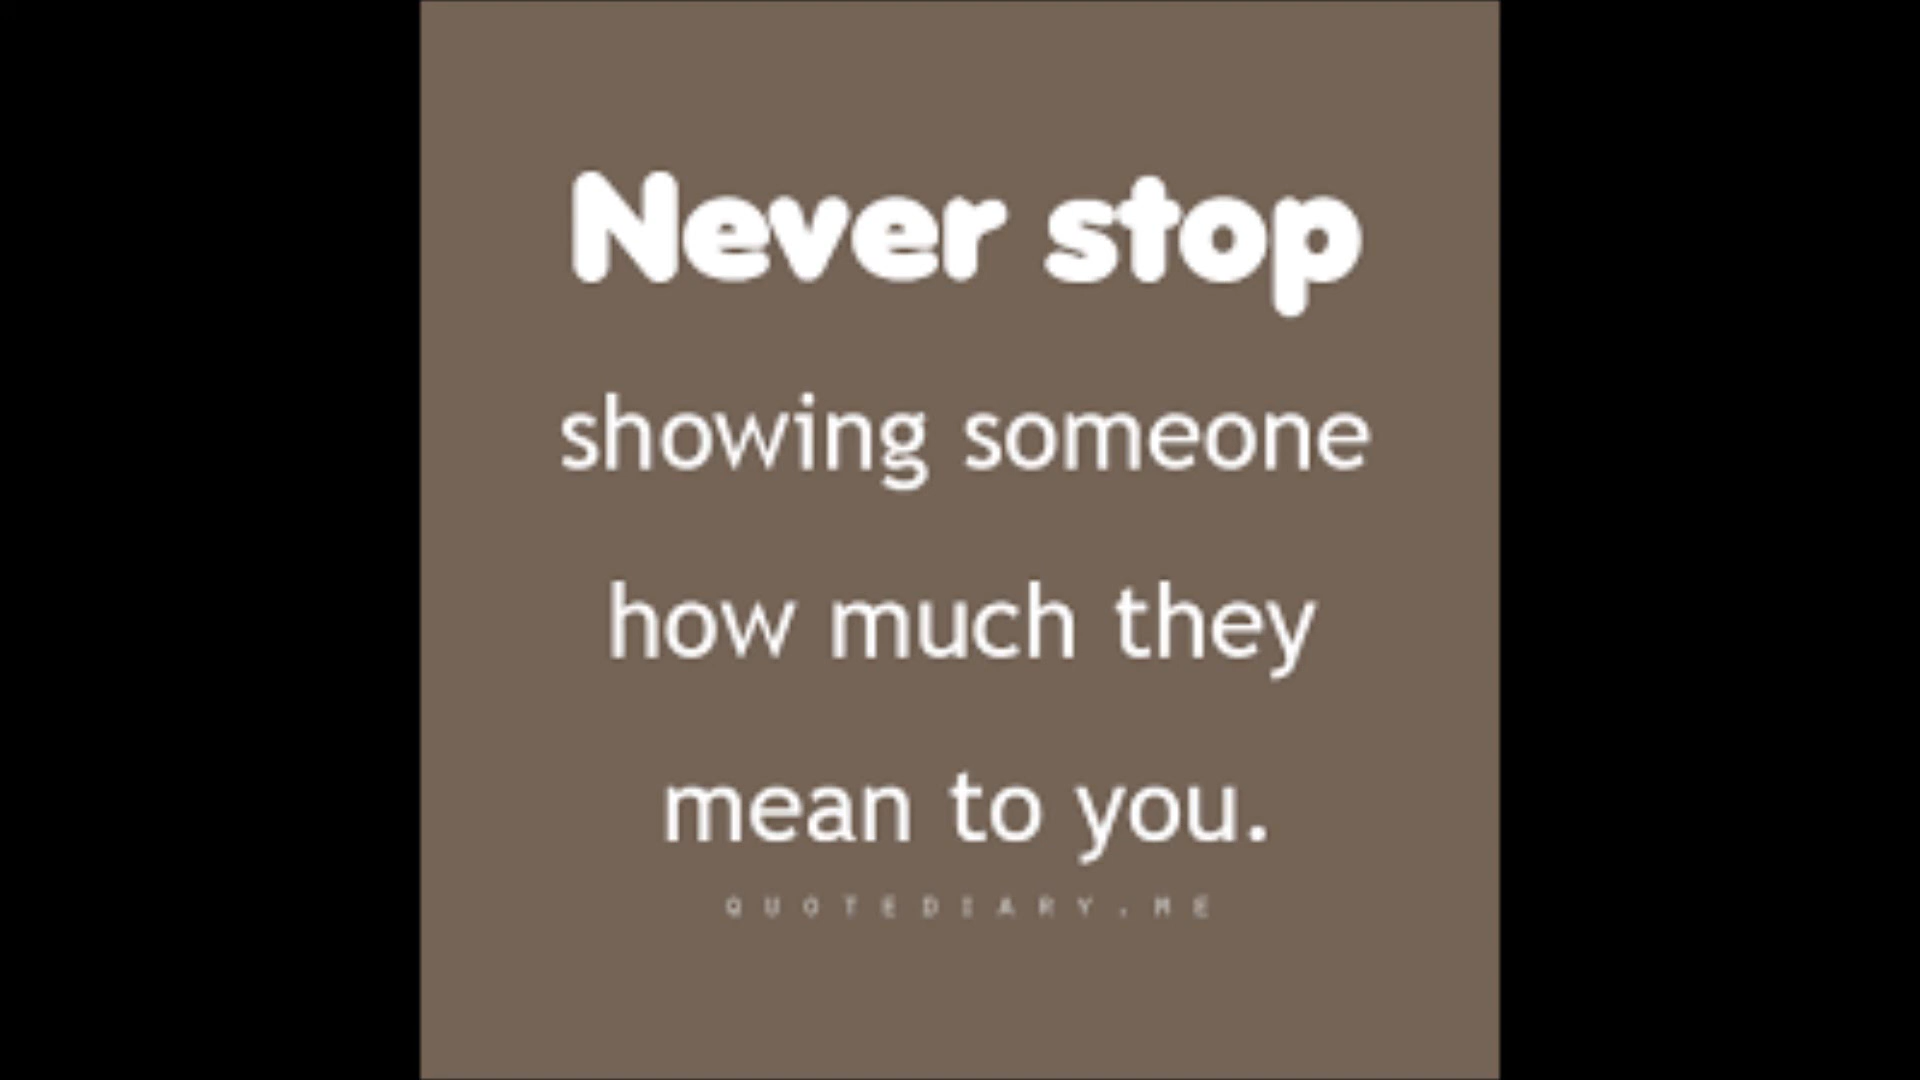 Never stop
showing someone
how much they
mean to you.
QUOTEDIARY.ME